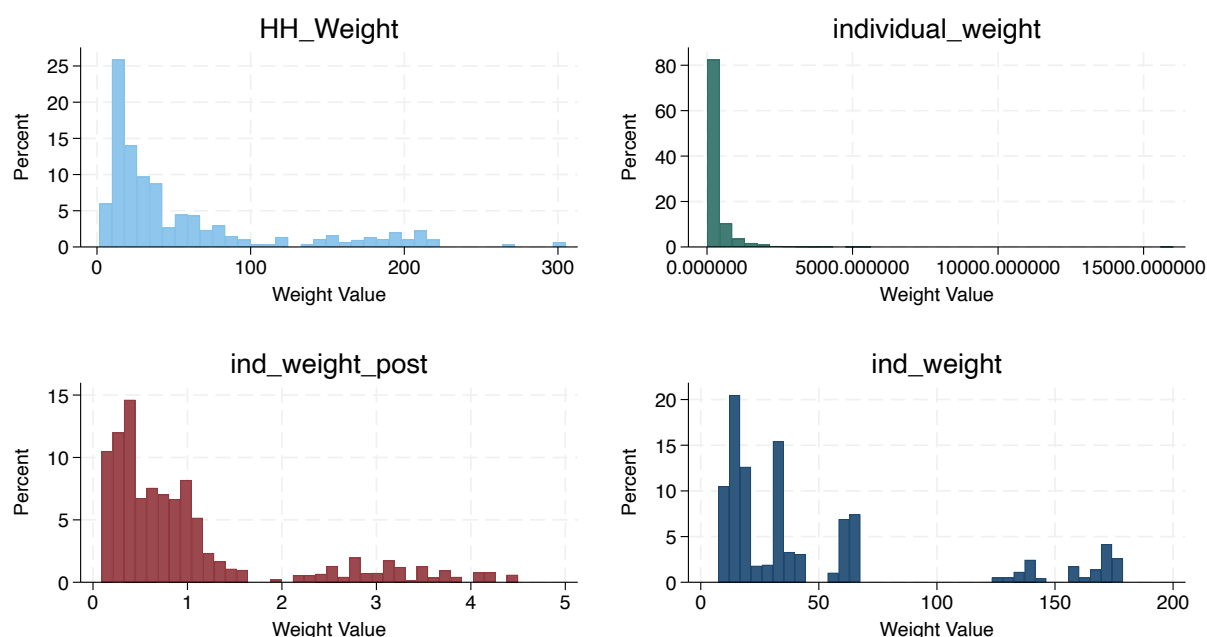 HH_Weight
25
20
15
10
5
0
Percent
0 100 200 300
Weight Value
individual_weight
80
60
40
20
0
Percent
0.000000 5000.000000 10000.000000 15000.000000
Weight Value
ind_weight_post
15
10
5
0
Percent
0 1 2 3 4 5
Weight Value
ind_weight
20
15
10
5
0
Percent
0 50 100 150 200
Weight Value